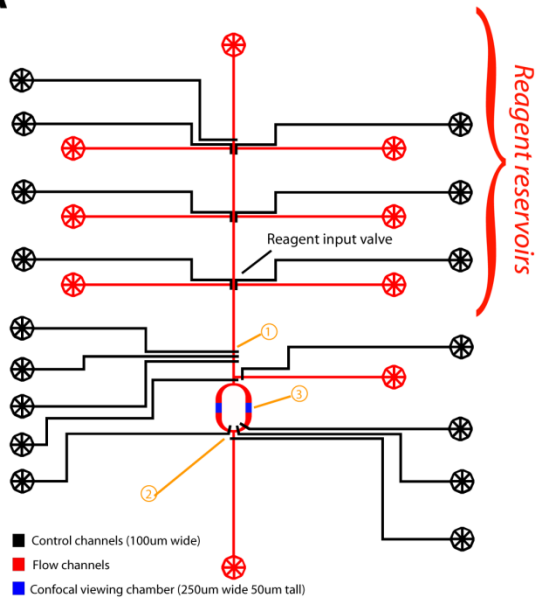 Reagent reservoirs
Reagent input valve
1
3
2
Control channels (100um wide)
Flow channels
Confocal viewing chamber (250um wide 50um tall)